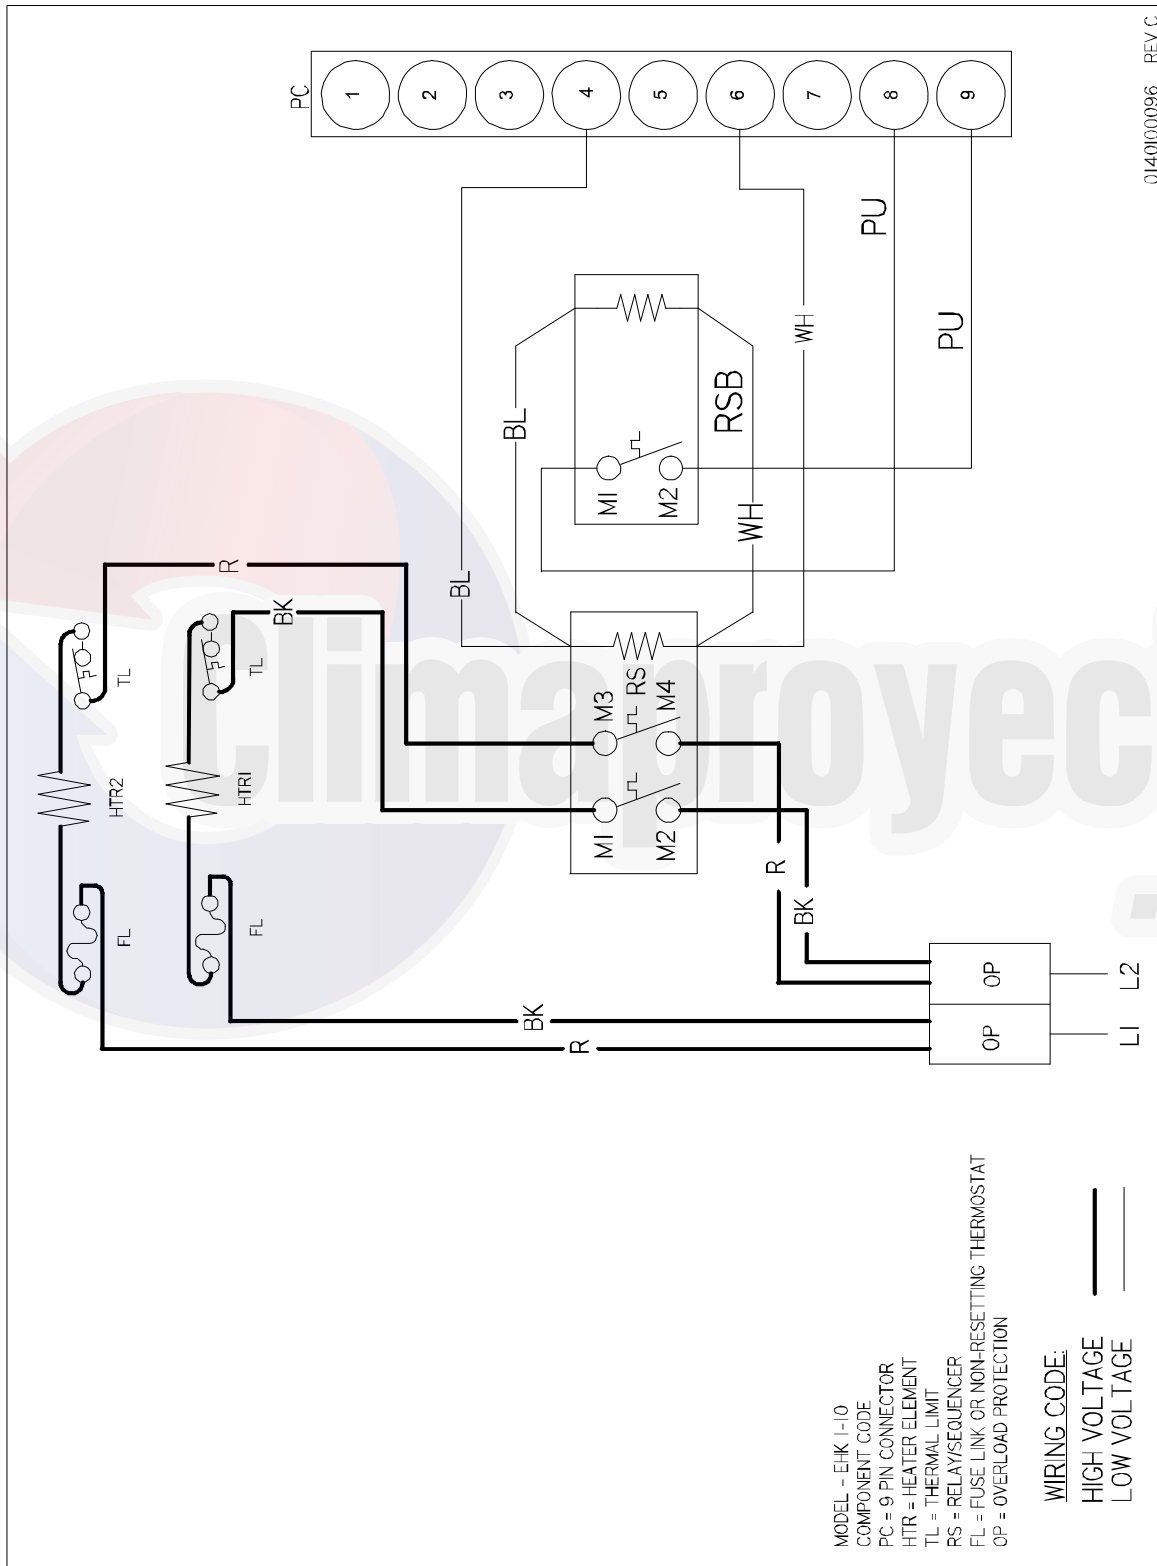 PC
1
2
3
4
5
6
7
8
9
0140I00096 REV C
BL
BL
WH
WH
PU
PU
RSB
M1
M2
R
BK
TL
TL
HTR2
HTR1
FL
FL
RS
M3
M4
M1
M2
R
BK
BK
R
OP
OP
L1
L2
MODEL - EHK 1-10
COMPONENT CODE
PC = 9 PIN CONNECTOR
HTR = HEATER ELEMENT
TL = THERMAL LIMIT
RS = RELAY/SEQUENCER
FL = FUSE LINK OR NON-RESETTING THERMOSTAT
OP = OVERLOAD PROTECTION
WIRING CODE:
HIGH VOLTAGE
LOW VOLTAGE
Climaproyec